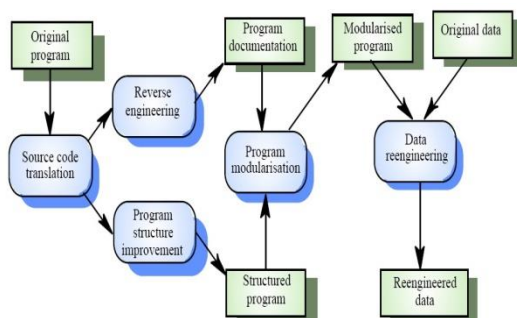 Original
program
Program
documentation
Modularised
program
Original data
Reverse
engineering
Source code
translation
Program
modularisation
Data
reengineering
Program
structure
improvement
Structured
program
Reengineered
data